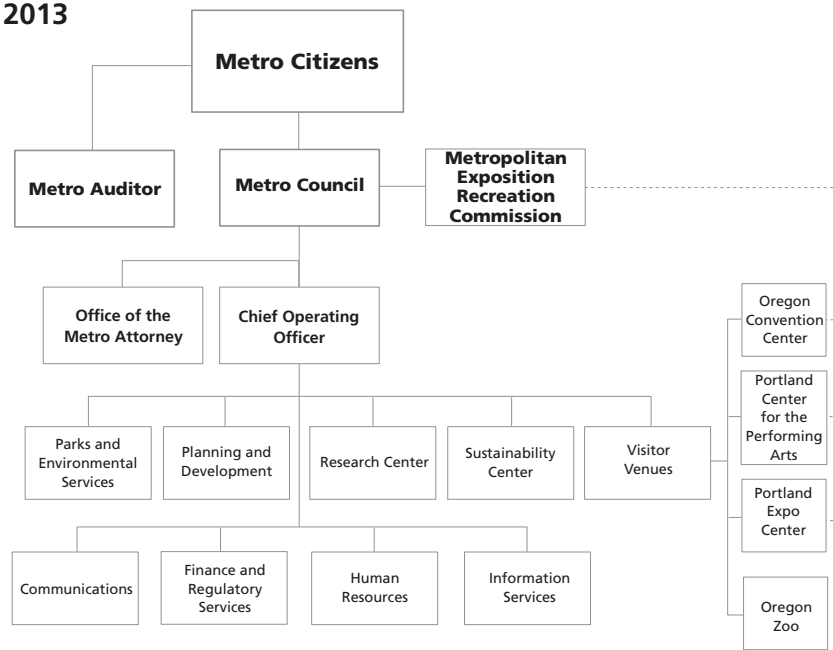 2013
Metro Citizens
Metro Auditor
Metro Council
Metropolitan
Exposition
Recreation
Commission
Office of the
Metro Attorney
Chief Operating
Officer
Oregon
Convention
Center
Portland
Center
for the
Performing
Arts
Portland
Expo
Center
Oregon
Zoo
Parks and
Environmental
Services
Planning and
Development
Research Center
Sustainability
Center
Visitor
Venues
Communications
Finance and
Regulatory
Services
Human
Resources
Information
Services